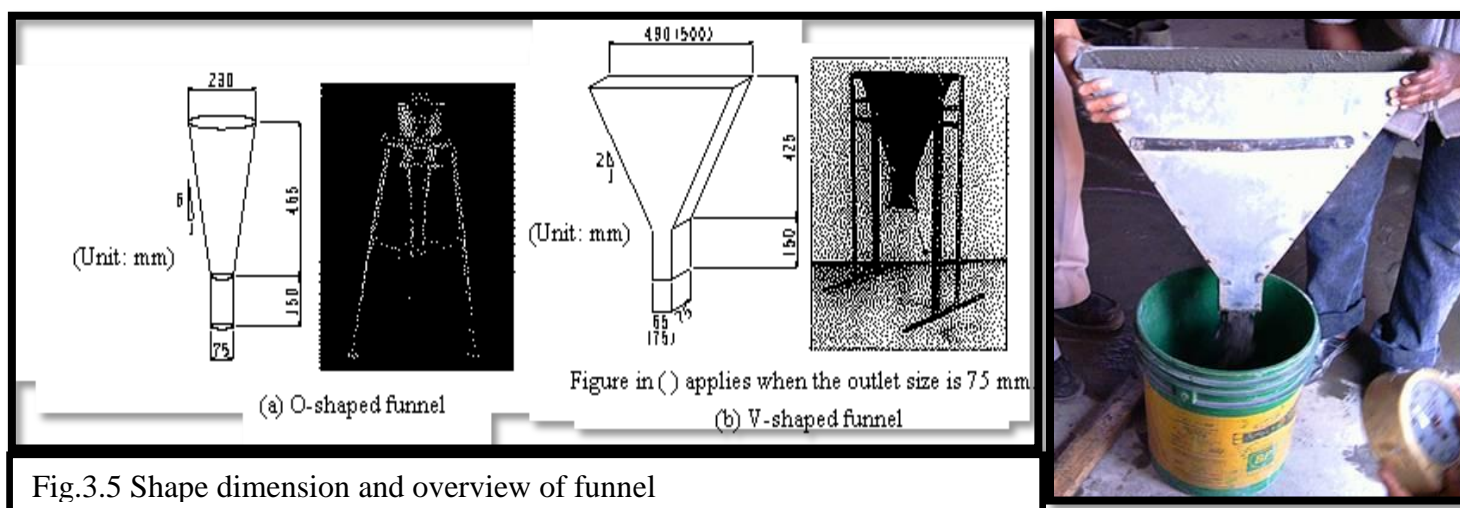 230
465
6
(Unit: mm)
150
75
(a) O-shaped funnel
490 (500)
425
2
1
(Unit: mm)
150
65
75
(75)
Figure in ( ) applies when the outlet size is 75 mm.
(b) V-shaped funnel
Fig.3.5 Shape dimension and overview of funnel